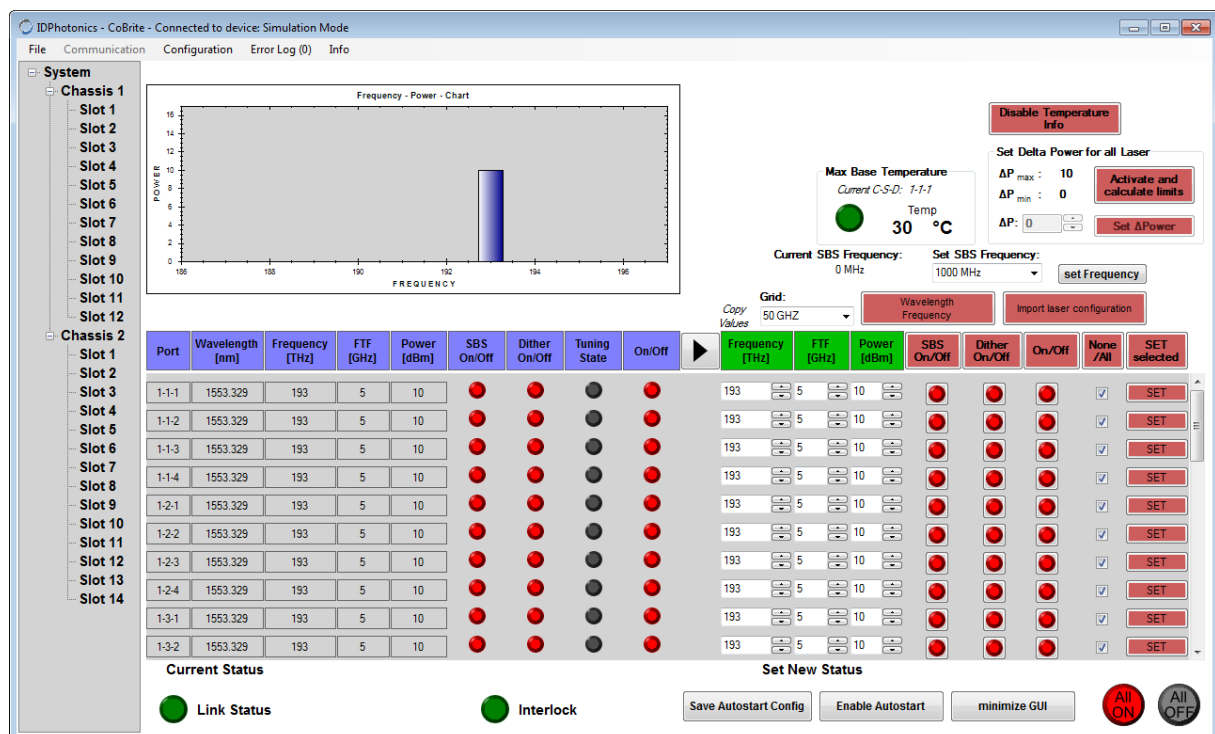 IDPhotonics - CoBrite - Connected to device: Simulation Mode
File Communication Configuration Error Log (0) Info
System
Chassis 1
Slot 1
Slot 2
Slot 3
Slot 4
Slot 5
Slot 6
Slot 7
Slot 8
Slot 9
Slot 10
Slot 11
Slot 12
Chassis 2
Slot 1
Slot 2
Slot 3
Slot 4
Slot 5
Slot 6
Slot 7
Slot 8
Slot 9
Slot 10
Slot 11
Slot 12
Slot 13
Slot 14
Frequency - Power - Chart
POWER
16
14
12
10
8
6
4
2
0
186 188 190 192 194 196
FREQUENCY
Disable Temperature
Info
Max Base Temperature
Current C-S-D: 1-1-1
Temp
30 °C
Set Delta Power for all Laser
ΔP max : 10
ΔP min : 0
Activate and
calculate limits
ΔP: 0
Set ΔPower
Current SBS Frequency:
0 MHz
Set SBS Frequency:
1000 MHz
set Frequency
Copy
Values
Grid:
50 GHZ
Wavelength
Frequency
Import laser configuration
Port Wavelength [nm] Frequency [THz] FTF [GHz] Power [dBm] SBS On/Off Dither On/Off Tuning State On/Off Frequency [THz] FTF [GHz] Power [dBm] SBS On/Off Dither On/Off On/Off None /All SET selected
1-1-1 1553.329 193 5 10 193 5 10 SET
1-1-2 1553.329 193 5 10 193 5 10 SET
1-1-3 1553.329 193 5 10 193 5 10 SET
1-1-4 1553.329 193 5 10 193 5 10 SET
1-2-1 1553.329 193 5 10 193 5 10 SET
1-2-2 1553.329 193 5 10 193 5 10 SET
1-2-3 1553.329 193 5 10 193 5 10 SET
1-2-4 1553.329 193 5 10 193 5 10 SET
1-3-1 1553.329 193 5 10 193 5 10 SET
1-3-2 1553.329 193 5 10 193 5 10 SET
Current Status
Set New Status
Link Status
Interlock
Save Autostart Config
Enable Autostart
minimize GUI
All
ON
All
OFF